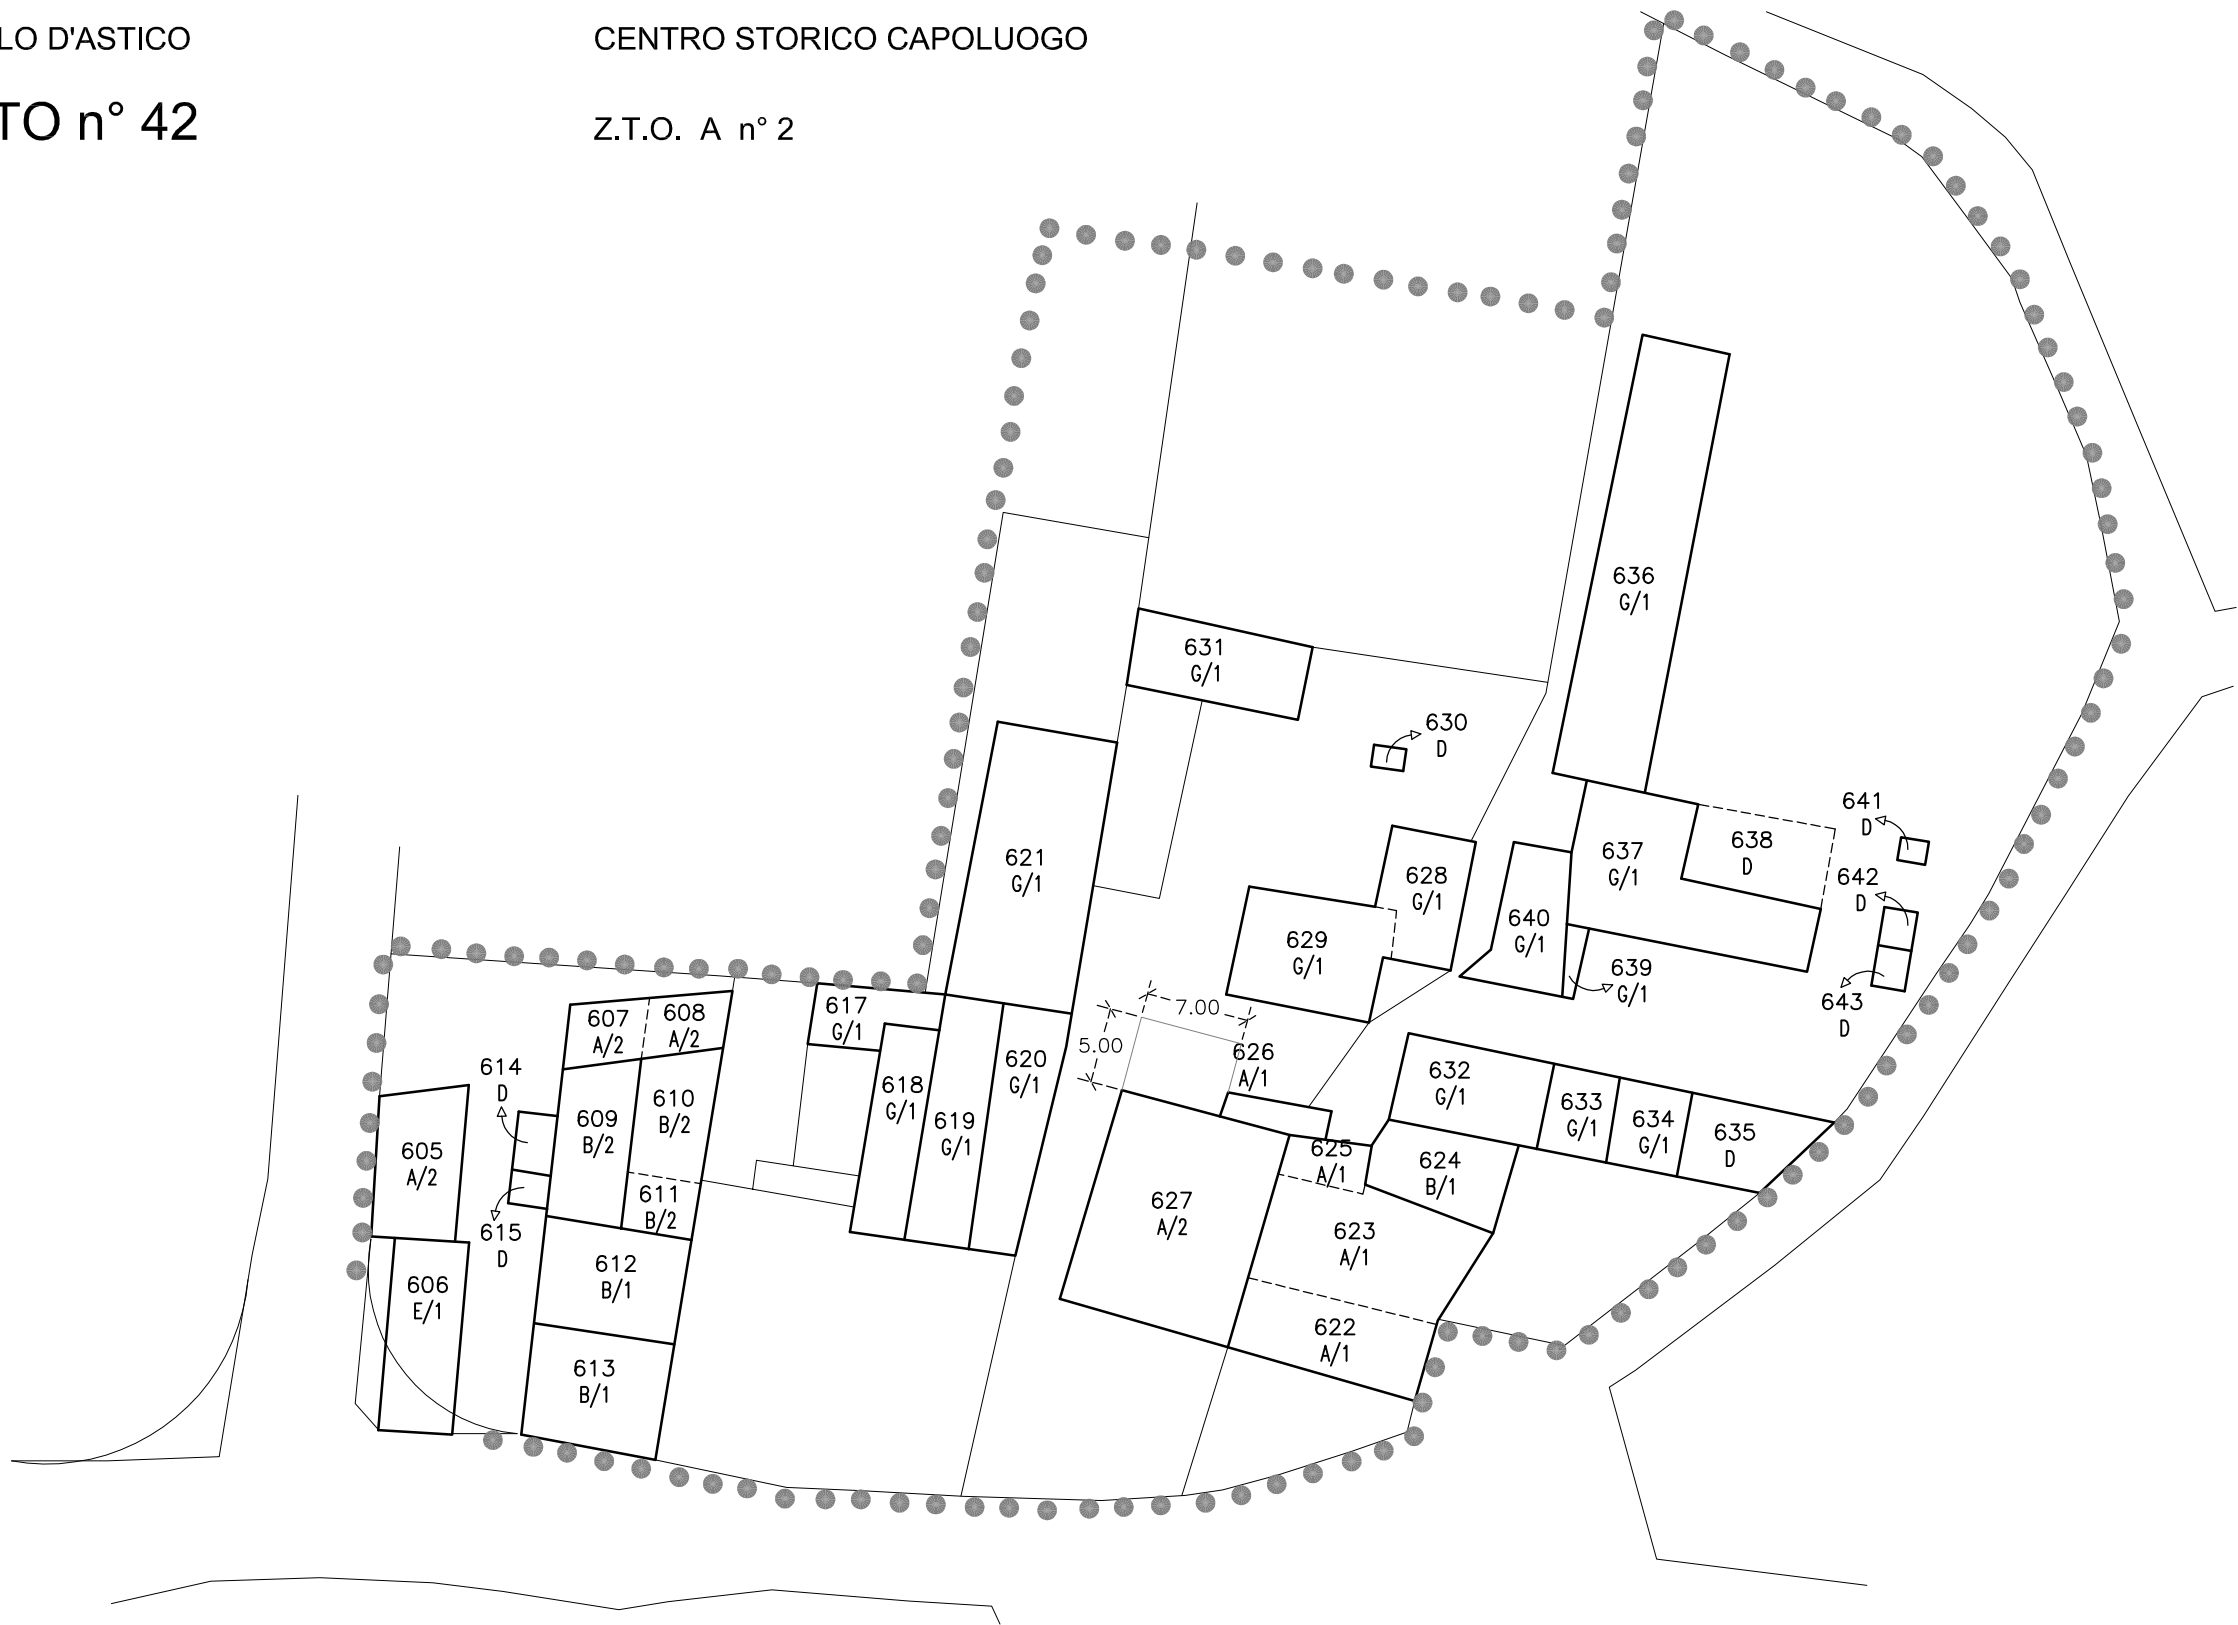 LO D'ASTICO
CENTRO STORICO CAPOLUOGO
TO n° 42
Z.T.O. A n° 2
636
G/1
631
G/1
630
D
641
D
638
D
637
G/1
621
G/1
628
G/1
642
D
640
G/1
629
G/1
639
G/1
643
D
7.00
5.00
617
G/1
607
A/2
608
A/2
626
A/1
620
G/1
618
G/1
614
D
632
G/1
610
B/2
609
B/2
619
G/1
633
G/1
634
G/1
635
D
605
A/2
625
A/1
624
B/1
611
B/2
627
A/2
615
D
623
A/1
612
B/1
606
E/1
622
A/1
613
B/1